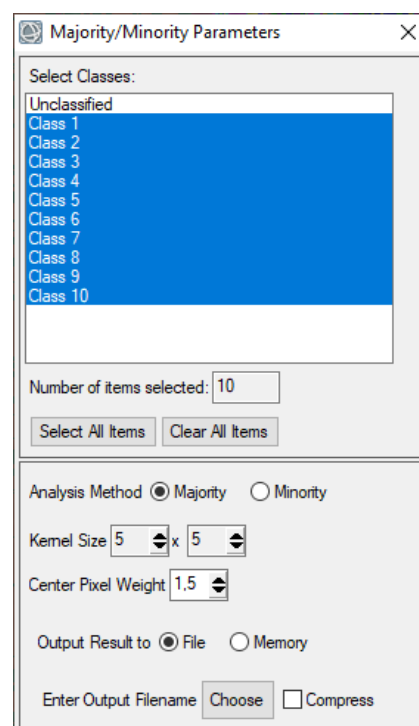 Majority/Minority Parameters
Select Classes:
Unclassified
Class 1
Class 2
Class 3
Class 4
Class 5
Class 6
Class 7
Class 8
Class 9
Class 10
Number of items selected: 10
Select All Items Clear All Items
Analysis Method Majority Minority
Kernel Size 5 x 5
Center Pixel Weight 1,5
Output Result to File Memory
Enter Output Filename Choose Compress